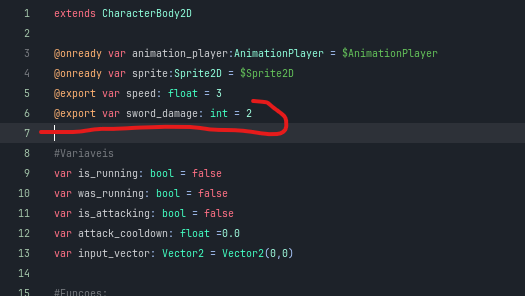 1 extends CharacterBody2D
2
3 @onready var animation_player:AnimationPlayer = $AnimationPlayer
4 @onready var sprite:Sprite2D = $Sprite2D
5 @export var speed: float = 3
6 @export var sword_damage: int = 2
7
8 #Variaveis
9 var is_running: bool = false
10 var was_running: bool = false
11 var is_attacking: bool = false
12 var attack_cooldown: float =0.0
13 var input_vector: Vector2 = Vector2(0,0)
14
15 #Funcoes: